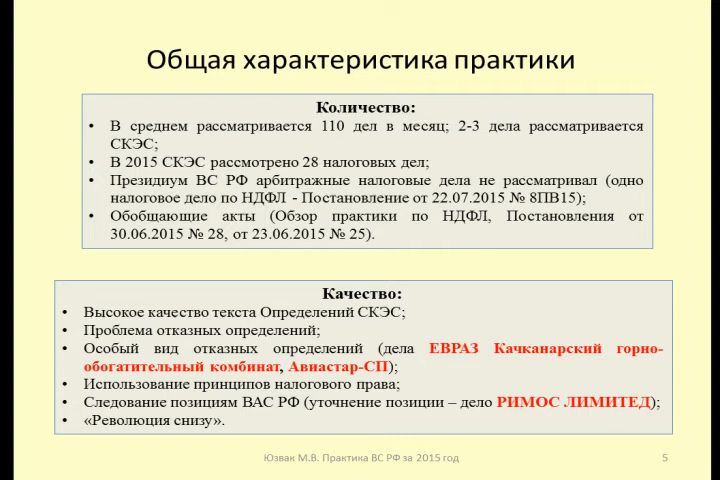 Общая характеристика практики
Количество:
• В среднем рассматривается 110 дел в месяц; 2-3 дела рассматривается
СКЭС;
• В 2015 СКЭС рассмотрено 28 налоговых дел;
• Президиум ВС РФ арбитражные налоговые дела не рассматривал (одно
налоговое дело по НДФЛ - Постановление от 22.07.2015 № 8ПВ15);
• Обобщающие акты (Обзор практики по НДФЛ, Постановления от
30.06.2015 № 28, от 23.06.2015 № 25).
Качество:
• Высокое качество текста Определений СКЭС;
• Проблема отказных определений;
• Особый вид отказных определений (дела ЕВРАЗ Качканарский горно-
обогатительный комбинат, Авиастар-СП);
• Использование принципов налогового права;
• Следование позициям ВАС РФ (уточнение позиции – дело РИМОС ЛИМИТЕД);
• «Революция снизу».
Юзвак М.В. Практика ВС РФ за 2015 год
5